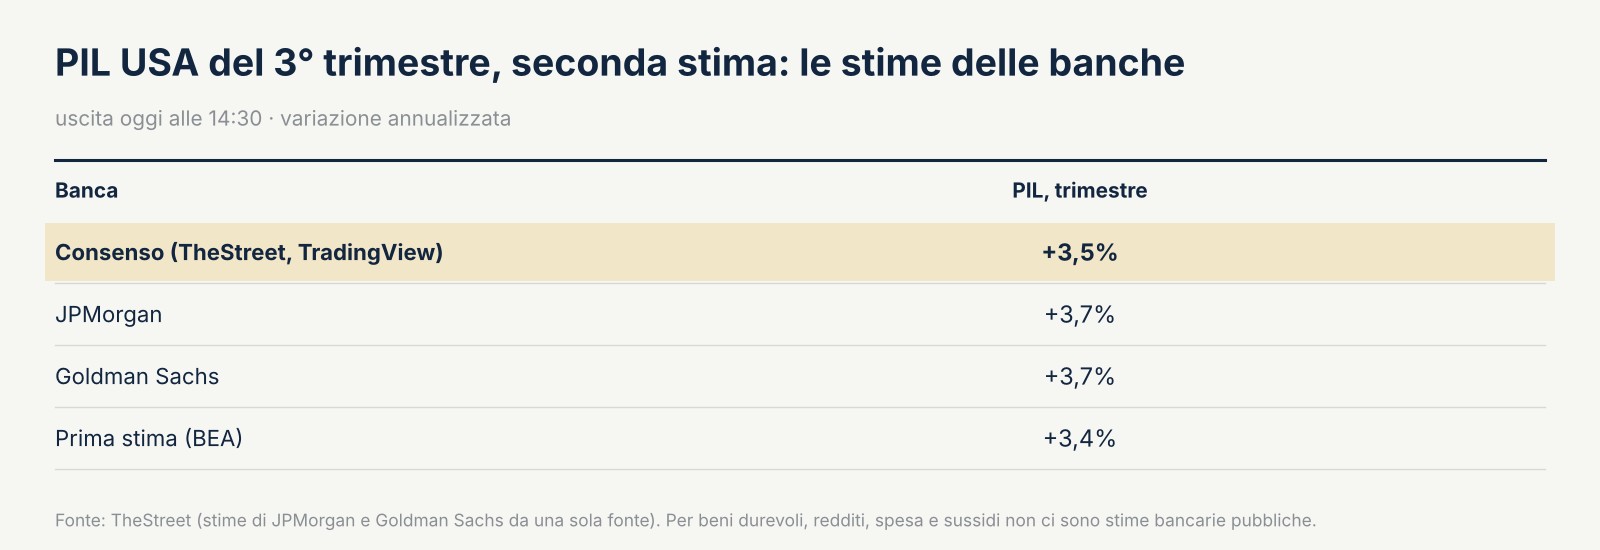 PIL USA del 3° trimestre, seconda stima: le stime delle banche
uscita oggi alle 14:30 · variazione annualizzata
Banca PIL, trimestre
Consenso (TheStreet, TradingView) +3,5%
JPMorgan +3,7%
Goldman Sachs +3,7%
Prima stima (BEA) +3,4%
Fonte: TheStreet (stime di JPMorgan e Goldman Sachs da una sola fonte). Per beni durevoli, redditi, spesa e sussidi non ci sono stime bancarie pubbliche.